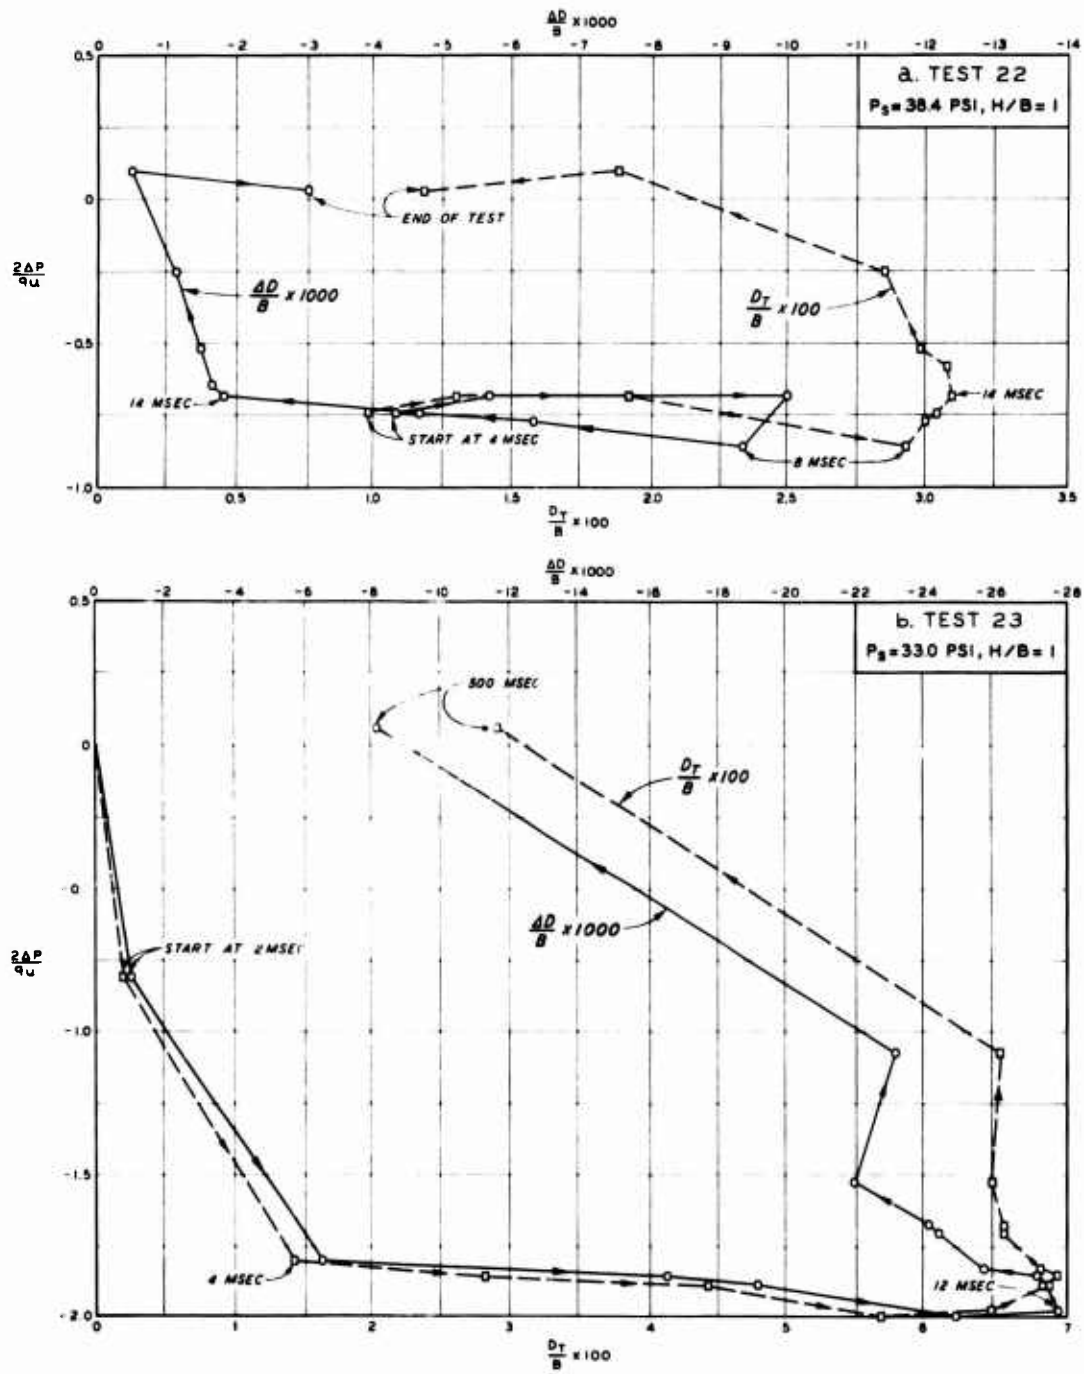 ΔD/B ×1000
0 -1 -2 -3 -4 -5 -6 -7 -8 -9 -10 -11 -12 -13 -14
0.5
a. TEST 22
Ps=38.4 PSI, H/B=1
0
END OF TEST
2ΔP/qu
ΔD/B ×1000
DT/B ×100
-0.5
14 MSEC
14 MSEC
START AT 4 MSEC
8 MSEC
-1.0
0 0.5 1.0 1.5 2.0 2.5 3.0 3.5
DT/B ×100
ΔD/B ×1000
0 -2 -4 -6 -8 -10 -12 -14 -16 -18 -20 -22 -24 -26 -28
0.5
b. TEST 23
Ps=33.0 PSI, H/B=1
500 MSEC
0
DT/B ×100
0
ΔD/B ×1000
START AT 2 MSEC
2ΔP/qu
-1.0
-1.5
4 MSEC
12 MSEC
-2.0
0 1 2 3 4 5 6 7
DT/B ×100